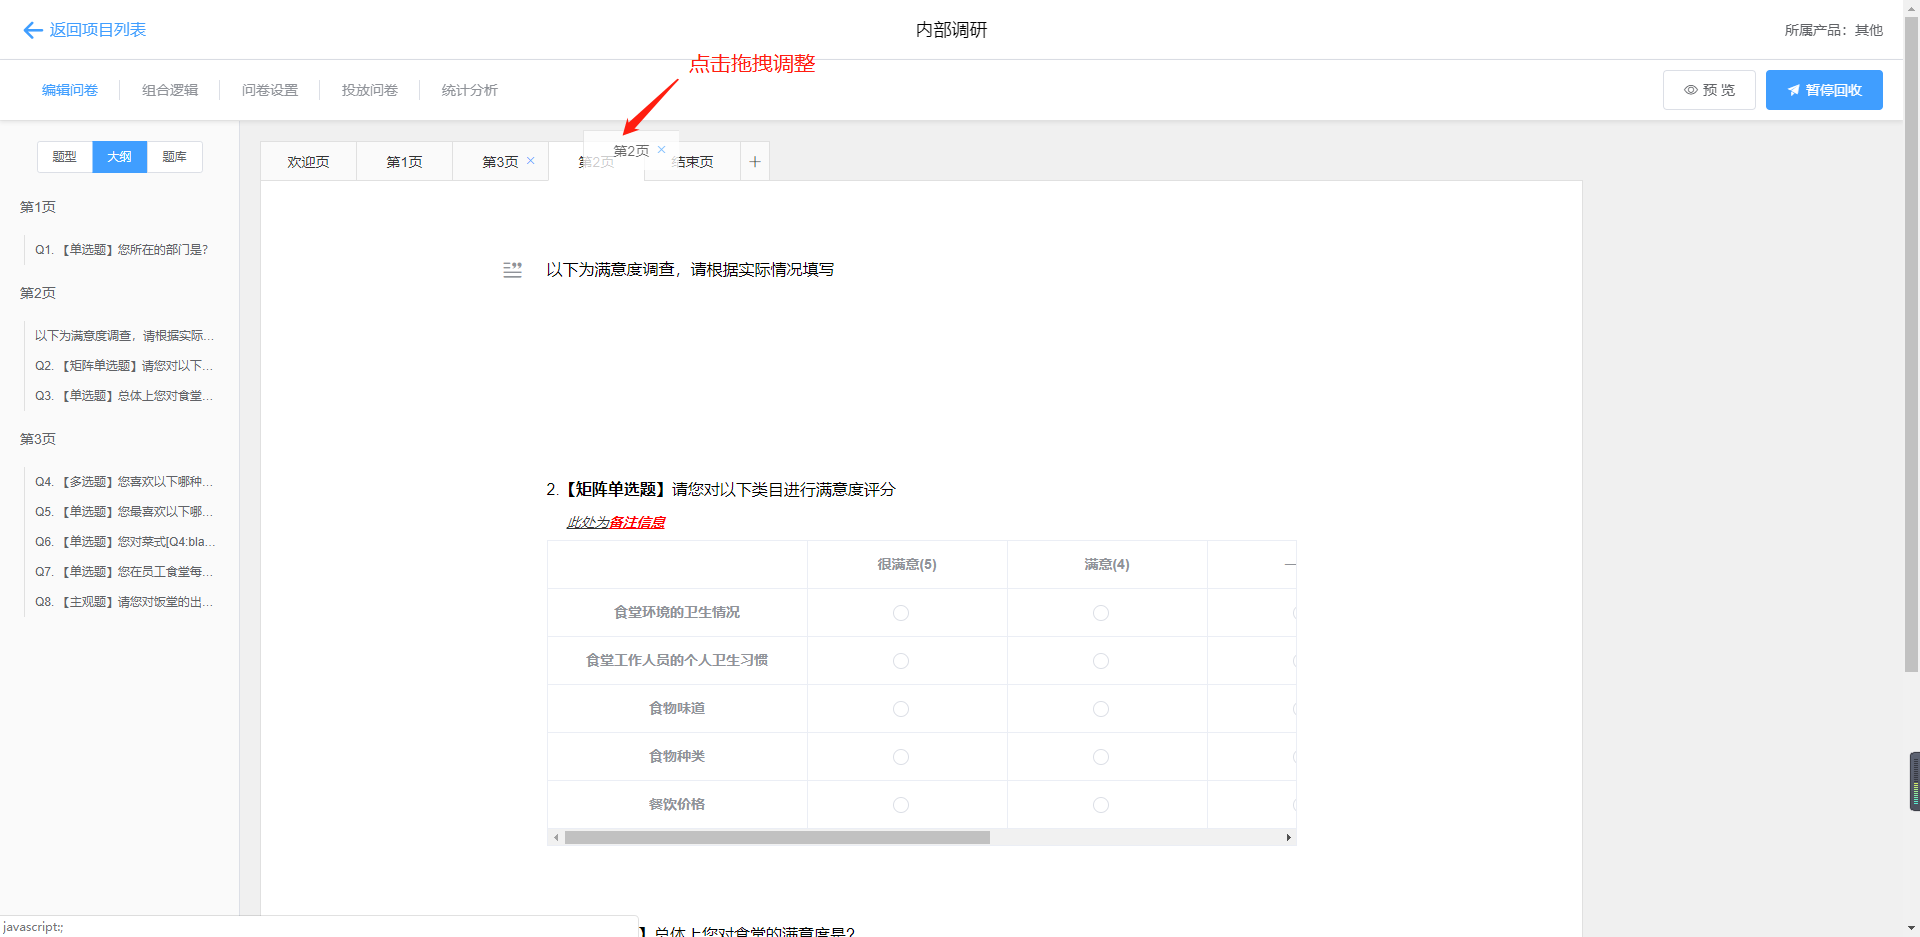 返回项目列表
内部调研
所属产品：其他
点击拖拽调整
编辑问卷
组合逻辑
问卷设置
投放问卷
统计分析
预 览
暂停回收
题型
大纲
题库
第1页
Q1. 【单选题】您所在的部门是?
第2页
以下为满意度调查，请根据实际...
Q2. 【矩阵单选题】请您对以下...
Q3. 【单选题】总体上您对食堂...
第3页
Q4. 【多选题】您喜欢以下哪种...
Q5. 【单选题】您最喜欢以下哪...
Q6. 【单选题】您对菜式[Q4:bla...
Q7. 【单选题】您在员工食堂每...
Q8. 【主观题】请您对饭堂的出...
欢迎页
第1页
第3页
第2页
第2页
结束页
以下为满意度调查，请根据实际情况填写
2.【矩阵单选题】请您对以下类目进行满意度评分
此处为备注信息
很满意(5) 满意(4) 一
食堂环境的卫生情况
食堂工作人员的个人卫生习惯
食物味道
食物种类
餐饮价格
】总体上您对食堂的满意度是?
javascript:;